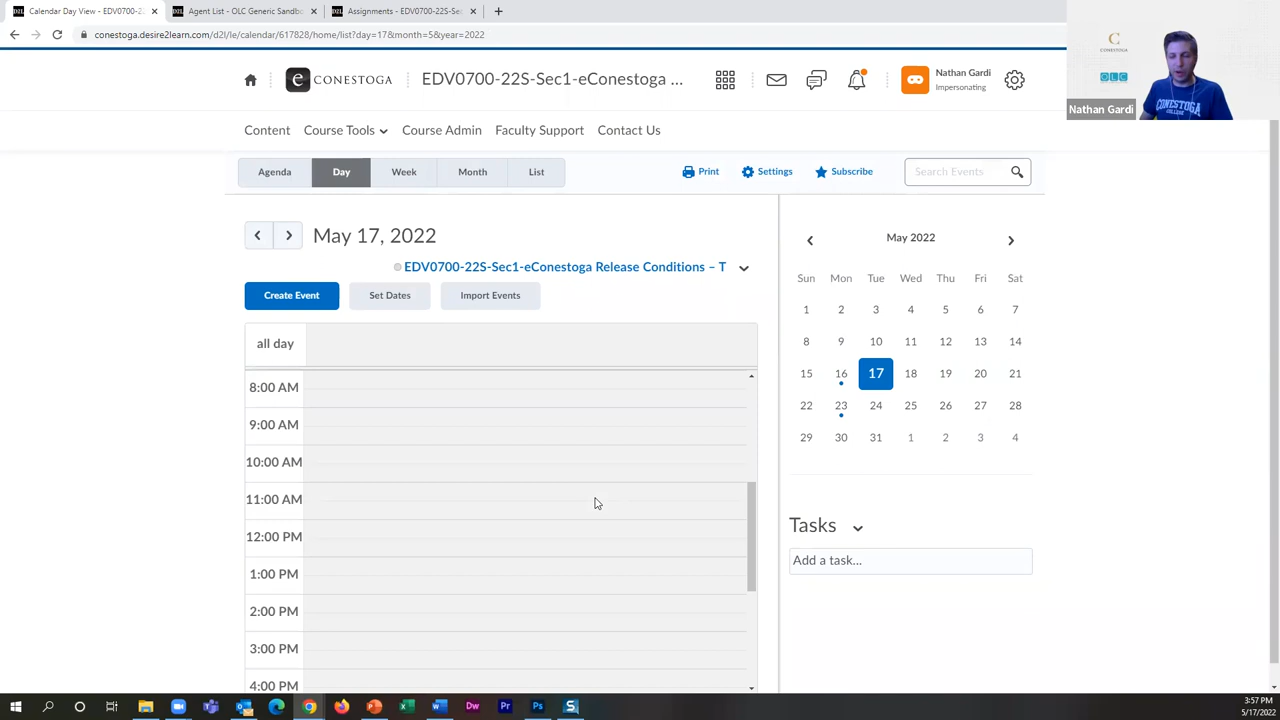 Calendar Day View - EDV0700-22
Agent List - OLC Generic Sandbo
Assignments - EDV0700-22S-Sec
conestoga.desire2learn.com/d2l/le/calendar/617828/home/list?day=17&month=5&year=2022
C
CONESTOGA
OLC
Nathan Gardi
CONESTOGA
COLLEGE
e CONESTOGA
EDV0700-22S-Sec1-eConestoga ...
Nathan Gardi
Impersonating
Content
Course Tools
Course Admin
Faculty Support
Contact Us
Agenda
Day
Week
Month
List
Print
Settings
Subscribe
Search Events
May 17, 2022
EDV0700-22S-Sec1-eConestoga Release Conditions – T
Create Event
Set Dates
Import Events
all day
8:00 AM
9:00 AM
10:00 AM
11:00 AM
12:00 PM
1:00 PM
2:00 PM
3:00 PM
4:00 PM
May 2022
Sun Mon Tue Wed Thu Fri Sat
1 2 3 4 5 6 7
8 9 10 11 12 13 14
15 16 17 18 19 20 21
22 23 24 25 26 27 28
29 30 31 1 2 3 4
Tasks
Add a task...
3:57 PM
5/17/2022